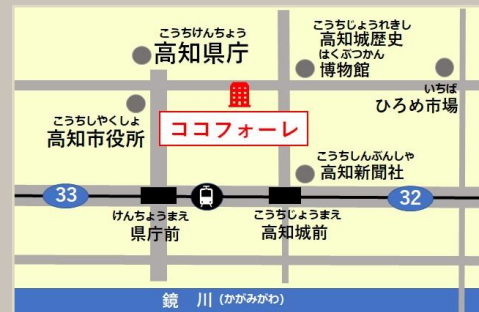 こうちけんちょう
高知県庁
こうちじょうれきし
高知城歴史
はくぶつかん
博物館
いちば
ひろめ市場
こうちしやくしょ
高知市役所
ココフォーレ
こうちしんぶんしゃ
高知新聞社
33
32
けんちょうまえ
県庁前
こうちじょうまえ
高知城前
鏡 川 (かがみがわ)